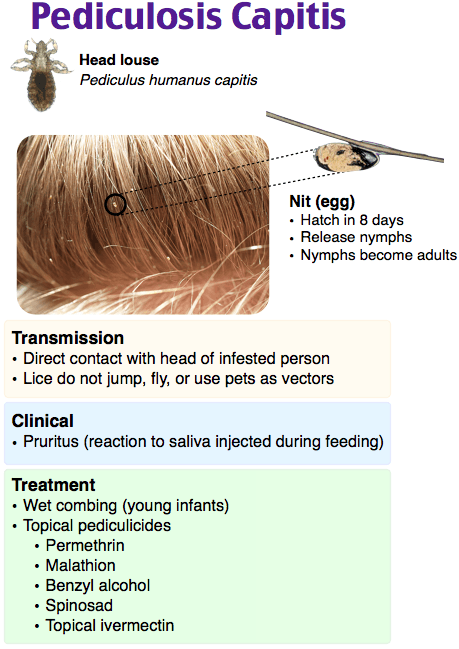 Pediculosis Capitis
Head louse
Pediculus humanus capitis
Nit (egg)
• Hatch in 8 days
• Release nymphs
• Nymphs become adults
Transmission
• Direct contact with head of infested person
• Lice do not jump, fly, or use pets as vectors
Clinical
• Pruritus (reaction to saliva injected during feeding)
Treatment
• Wet combing (young infants)
• Topical pediculicides
• Permethrin
• Malathion
• Benzyl alcohol
• Spinosad
• Topical ivermectin